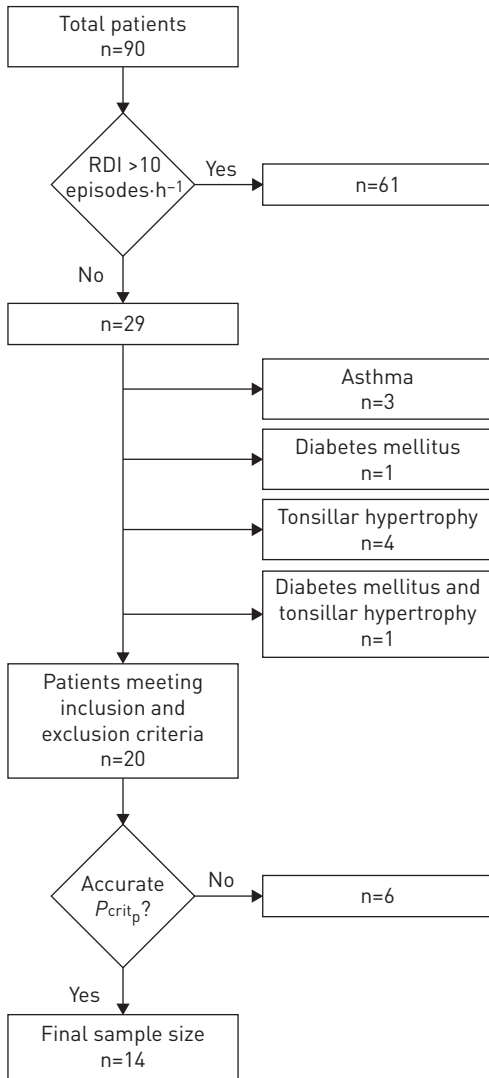 Total patients
n=90
RDI >10
episodes·h⁻¹
Yes
n=61
No
n=29
Asthma
n=3
Diabetes mellitus
n=1
Tonsillar hypertrophy
n=4
Diabetes mellitus and
tonsillar hypertrophy
n=1
Patients meeting
inclusion and
exclusion criteria
n=20
Accurate
Pcritₚ?
No
n=6
Yes
Final sample size
n=14